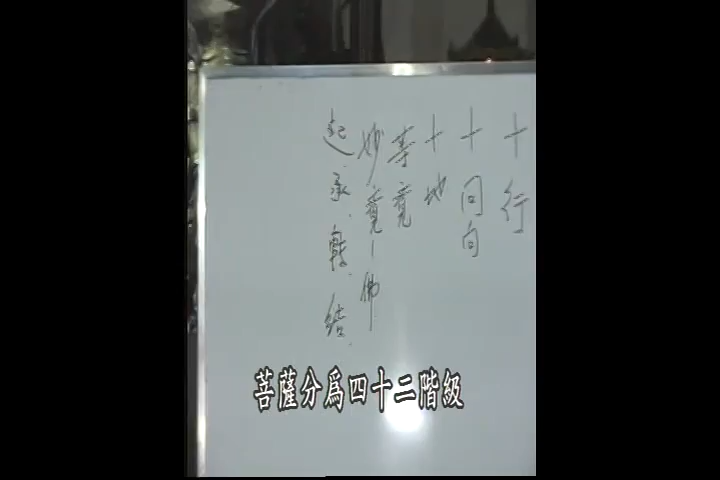 十行
十回向
十地
等覺
妙覺-佛
起承轉結
菩薩分爲四十二階級